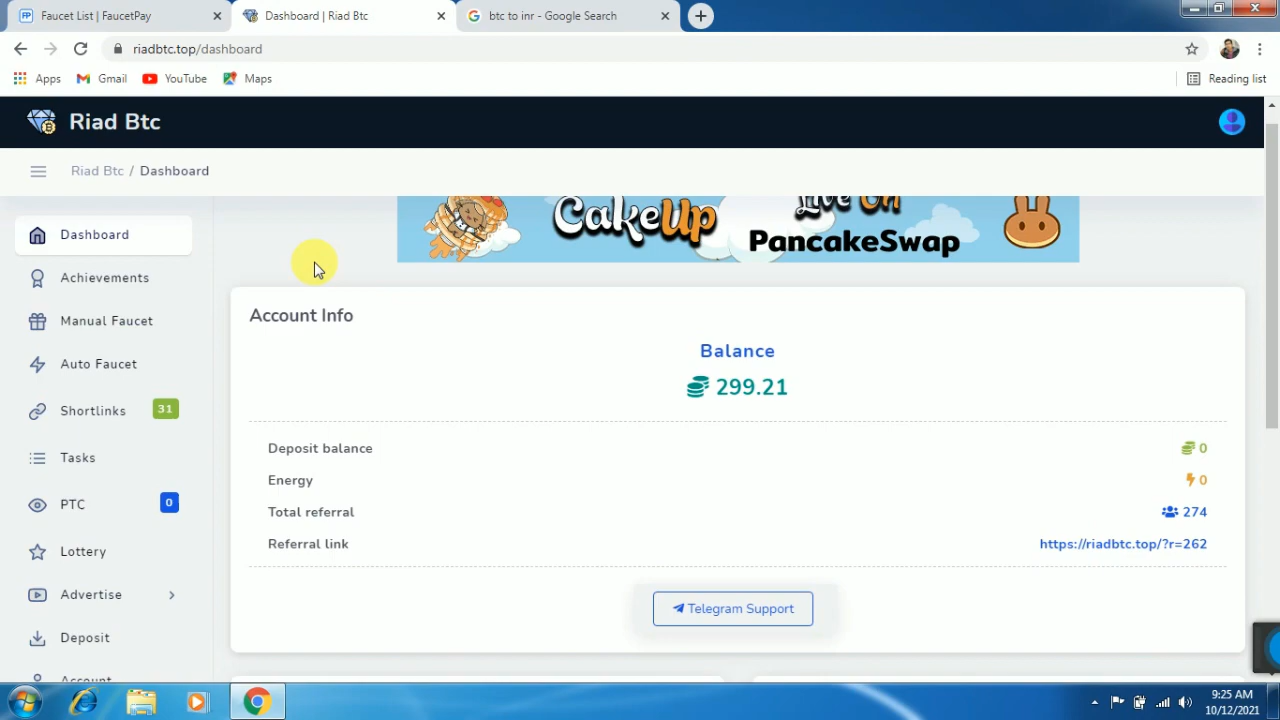 Faucet List | FaucetPay
Dashboard | Riad Btc
btc to inr - Google Search
riadbtc.top/dashboard
Apps
Gmail
YouTube
Maps
Reading list
Riad Btc
Riad Btc / Dashboard
CakeUp
Live On
PancakeSwap
Dashboard
Achievements
Manual Faucet
Auto Faucet
Shortlinks 31
Tasks
PTC 0
Lottery
Advertise
Deposit
Account
Account Info
Balance
299.21
Deposit balance 0
Energy 0
Total referral 274
Referral link https://riadbtc.top/?r=262
Telegram Support
9:25 AM
10/12/2021